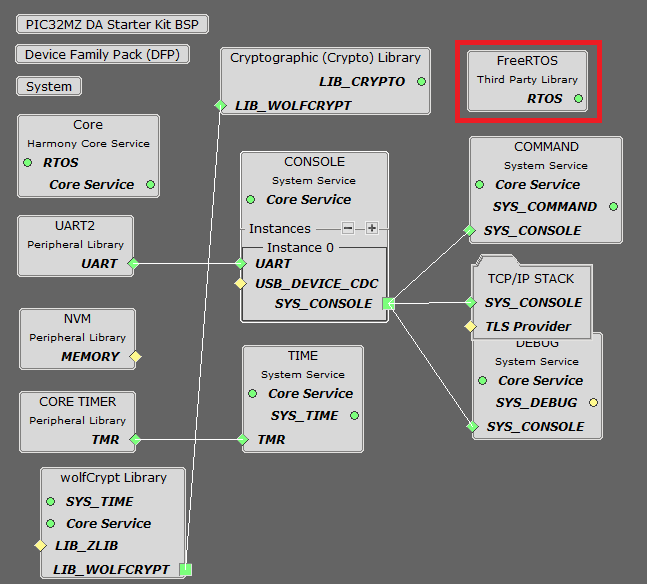 PIC32MZ DA Starter Kit BSP
Device Family Pack (DFP)
System
Core
Harmony Core Service
RTOS
Core Service
UART2
Peripheral Library
UART
NVM
Peripheral Library
MEMORY
CORE TIMER
Peripheral Library
TMR
wolfCrypt Library
SYS_TIME
Core Service
LIB_ZLIB
LIB_WOLFCRYPT
Cryptographic (Crypto) Library
LIB_CRYPTO
LIB_WOLFCRYPT
CONSOLE
System Service
Core Service
Instances
Instance 0
UART
USB_DEVICE_CDC
SYS_CONSOLE
TIME
System Service
Core Service
SYS_TIME
TMR
FreeRTOS
Third Party Library
RTOS
COMMAND
System Service
Core Service
SYS_COMMAND
SYS_CONSOLE
TCP/IP STACK
SYS_CONSOLE
TLS Provider
DEBUG
System Service
Core Service
SYS_DEBUG
SYS_CONSOLE